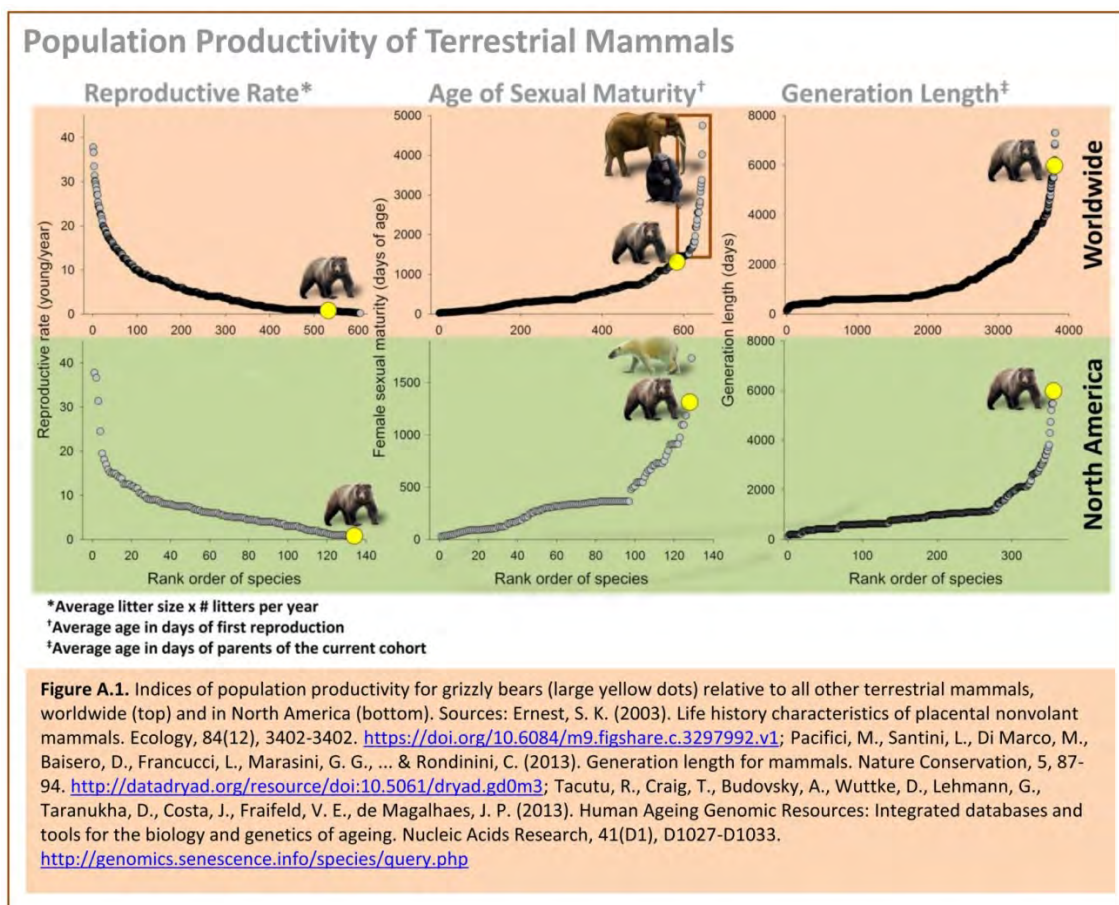 Population Productivity of Terrestrial Mammals
Reproductive Rate*
Age of Sexual Maturity†
Generation Length‡
Reproductive rate (young/year)
40
30
20
10
0
0 100 200 300 400 500 600
Female sexual maturity (days of age)
5000
4000
3000
2000
1000
0
0 200 400 600
Generation length (days)
8000
6000
4000
2000
0
0 1000 2000 3000 4000
Worldwide
40
30
20
10
0
0 20 40 60 80 100 120 140
Rank order of species
1500
1000
500
0
0 20 40 60 80 100 120 140
Rank order of species
8000
6000
4000
2000
0
0 100 200 300
Rank order of species
North America
*Average litter size x # litters per year
†Average age in days of first reproduction
‡Average age in days of parents of the current cohort
Figure A.1. Indices of population productivity for grizzly bears (large yellow dots) relative to all other terrestrial mammals,
worldwide (top) and in North America (bottom). Sources: Ernest, S. K. (2003). Life history characteristics of placental nonvolant
mammals. Ecology, 84(12), 3402-3402. https://doi.org/10.6084/m9.figshare.c.3297992.v1; Pacifici, M., Santini, L., Di Marco, M.,
Baisero, D., Francucci, L., Marasini, G. G., ... & Rondinini, C. (2013). Generation length for mammals. Nature Conservation, 5, 87-
94. http://datadryad.org/resource/doi:10.5061/dryad.gd0m3; Tacutu, R., Craig, T., Budovsky, A., Wuttke, D., Lehmann, G.,
Taranukha, D., Costa, J., Fraifeld, V. E., de Magalhaes, J. P. (2013). Human Ageing Genomic Resources: Integrated databases and
tools for the biology and genetics of ageing. Nucleic Acids Research, 41(D1), D1027-D1033.
http://genomics.senescence.info/species/query.php